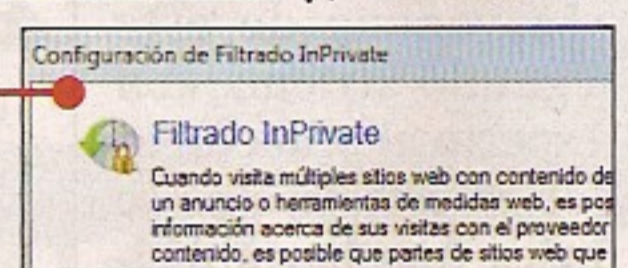 Configuración de Filtrado InPrivate
Filtrado InPrivate
Cuando visita múltiples sitios web con contenido de
un anuncio o herramientas de medidas web, es pos
información acerca de sus visitas con el proveedor
contenido, es posible que partes de sitios web que